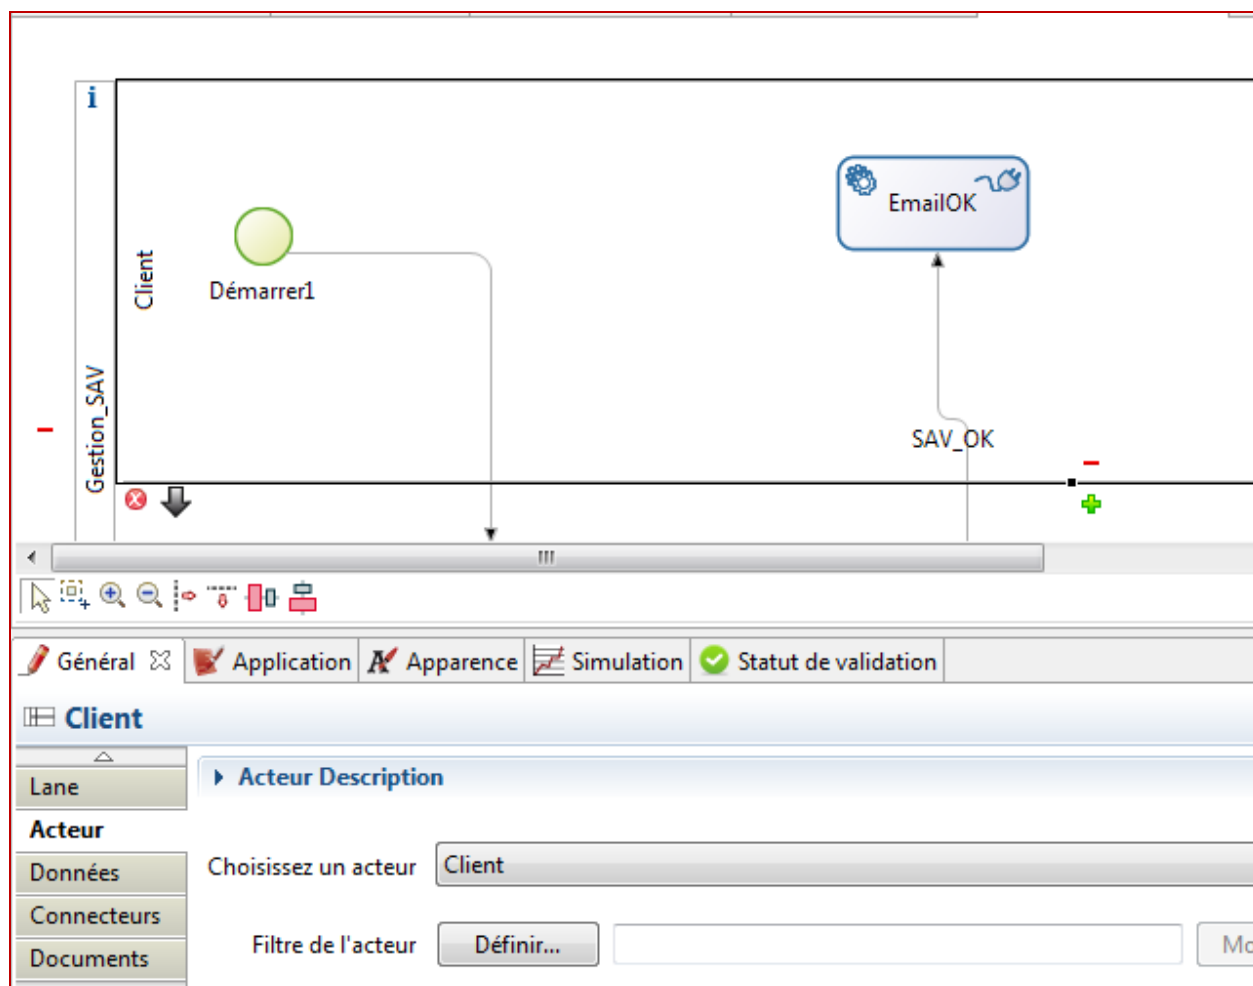 i
EmailOK
Client
Démarrer1
Gestion_SAV
SAV_OK
Général
Application
Apparence
Simulation
Statut de validation
Client
Lane
Acteur Description
Acteur
Données
Choisissez un acteur
Client
Connecteurs
Filtre de l'acteur
Définir...
Mo
Documents